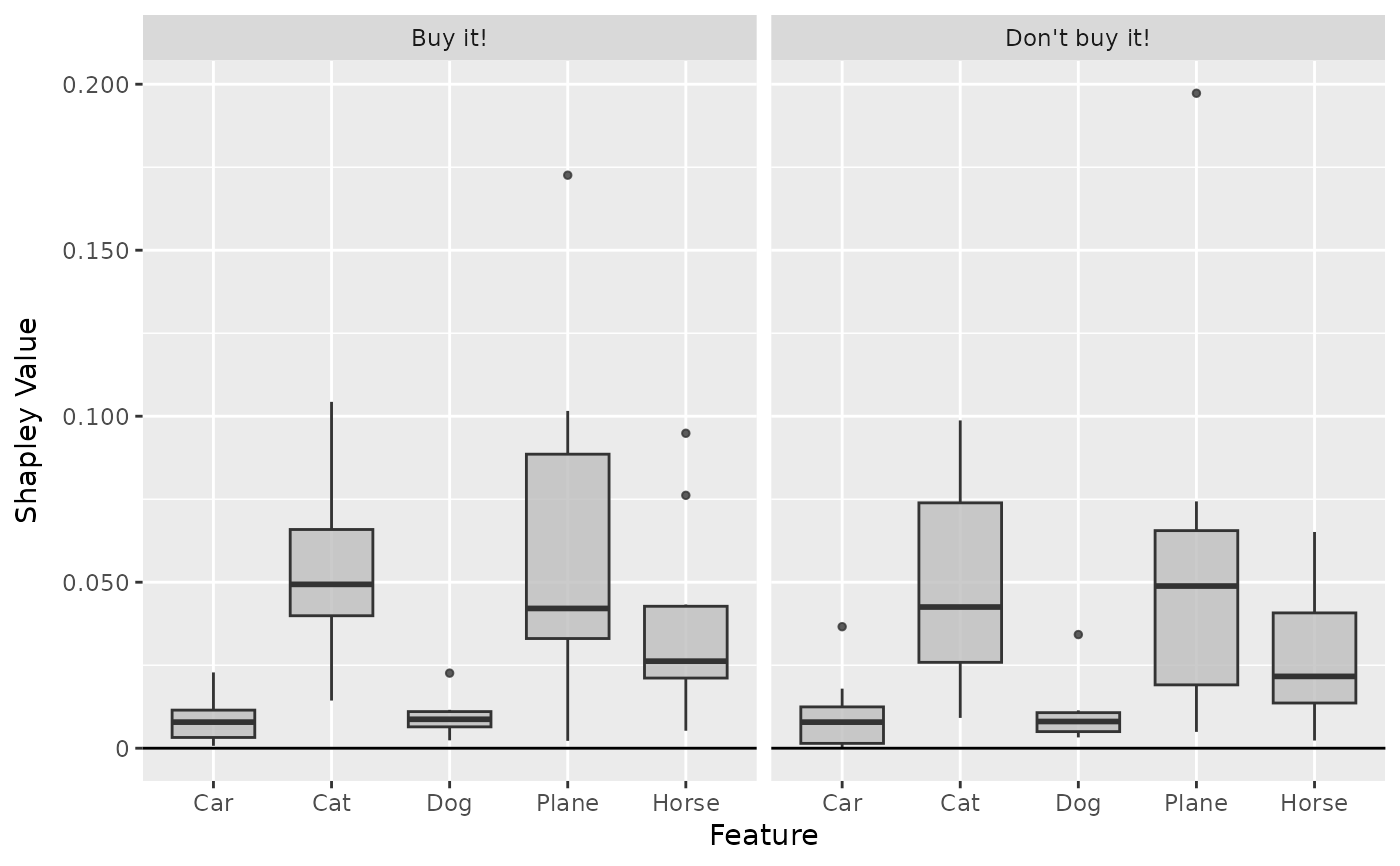 Buy it!
Don't buy it!
0.200
0.150
0.100
0.050
0
Shapley Value
Car Cat Dog Plane Horse
Car Cat Dog Plane Horse
Feature